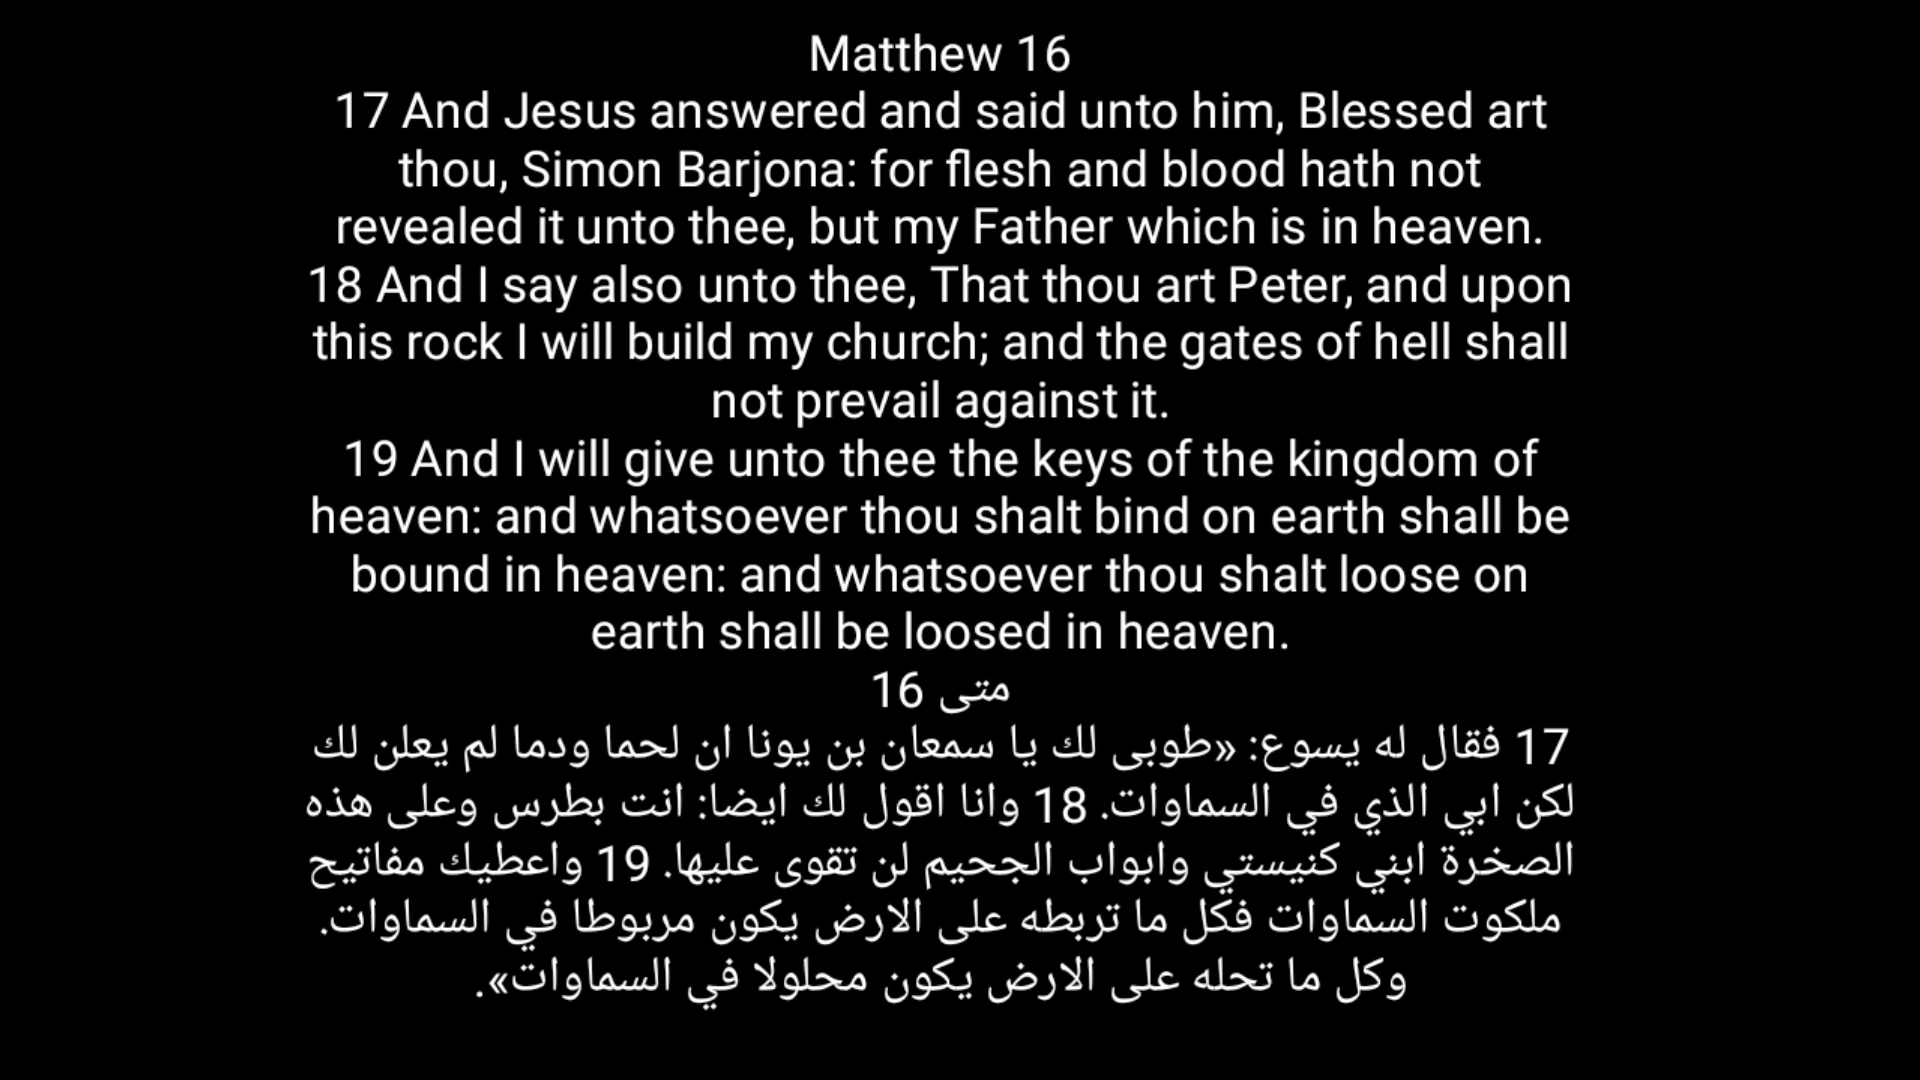 Matthew 16
17 And Jesus answered and said unto him, Blessed art
thou, Simon Barjona: for flesh and blood hath not
revealed it unto thee, but my Father which is in heaven.
18 And I say also unto thee, That thou art Peter, and upon
this rock I will build my church; and the gates of hell shall
not prevail against it.
19 And I will give unto thee the keys of the kingdom of
heaven: and whatsoever thou shalt bind on earth shall be
bound in heaven: and whatsoever thou shalt loose on
earth shall be loosed in heaven.
متى 16
17 فقال له يسوع: «طوبى لك يا سمعان بن يونا ان لحما ودما لم يعلن لك
لكن ابي الذي في السماوات. 18 وانا اقول لك ايضا: انت بطرس وعلى هذه
الصخرة ابني كنيستي وابواب الجحيم لن تقوى عليها. 19 واعطيك مفاتيح
ملكوت السماوات فكل ما تربطه على الارض يكون مربوطا في السماوات.
وكل ما تحله على الارض يكون محلولا في السماوات».